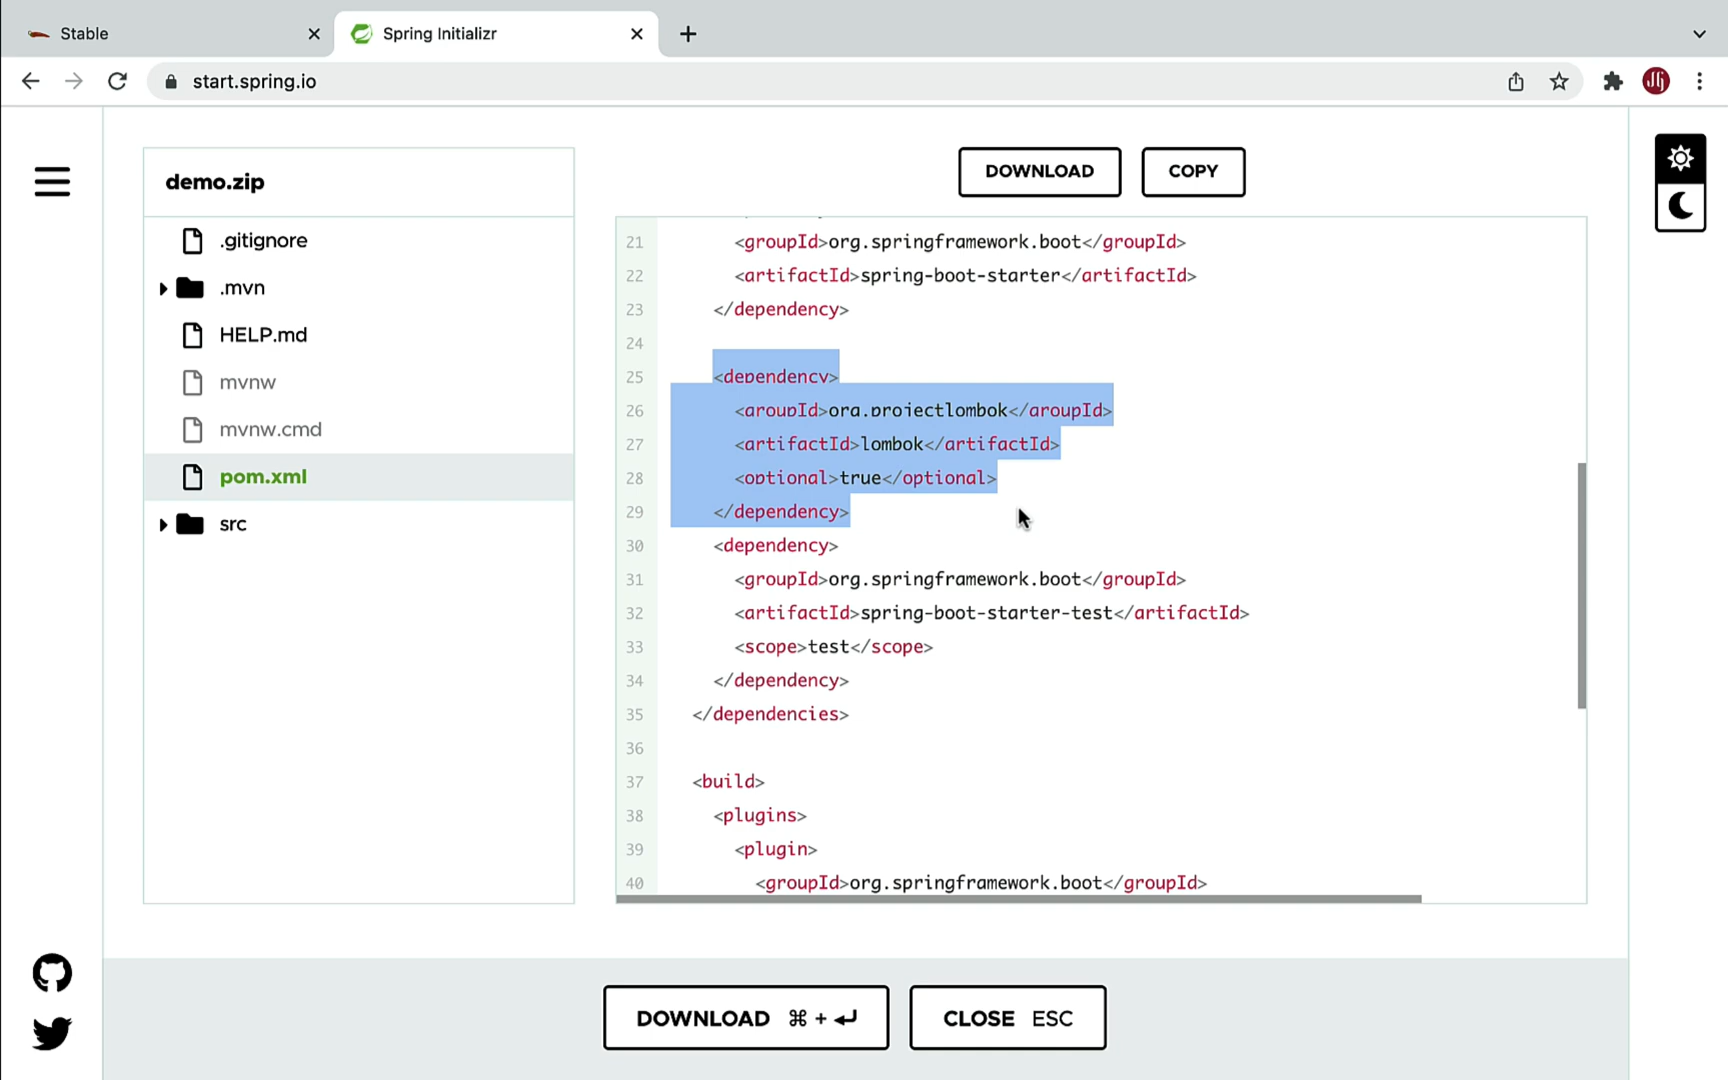 Stable
Spring Initializr
start.spring.io
demo.zip
DOWNLOAD
COPY
.gitignore
.mvn
HELP.md
mvnw
mvnw.cmd
pom.xml
src
21 <groupId>org.springframework.boot</groupId>
22 <artifactId>spring-boot-starter</artifactId>
23 </dependency>
24
25 <dependency>
26 <groupId>org.projectlombok</groupId>
27 <artifactId>lombok</artifactId>
28 <optional>true</optional>
29 </dependency>
30 <dependency>
31 <groupId>org.springframework.boot</groupId>
32 <artifactId>spring-boot-starter-test</artifactId>
33 <scope>test</scope>
34 </dependency>
35 </dependencies>
36
37 <build>
38 <plugins>
39 <plugin>
40 <groupId>org.springframework.boot</groupId>
DOWNLOAD ⌘ + ↵
CLOSE ESC